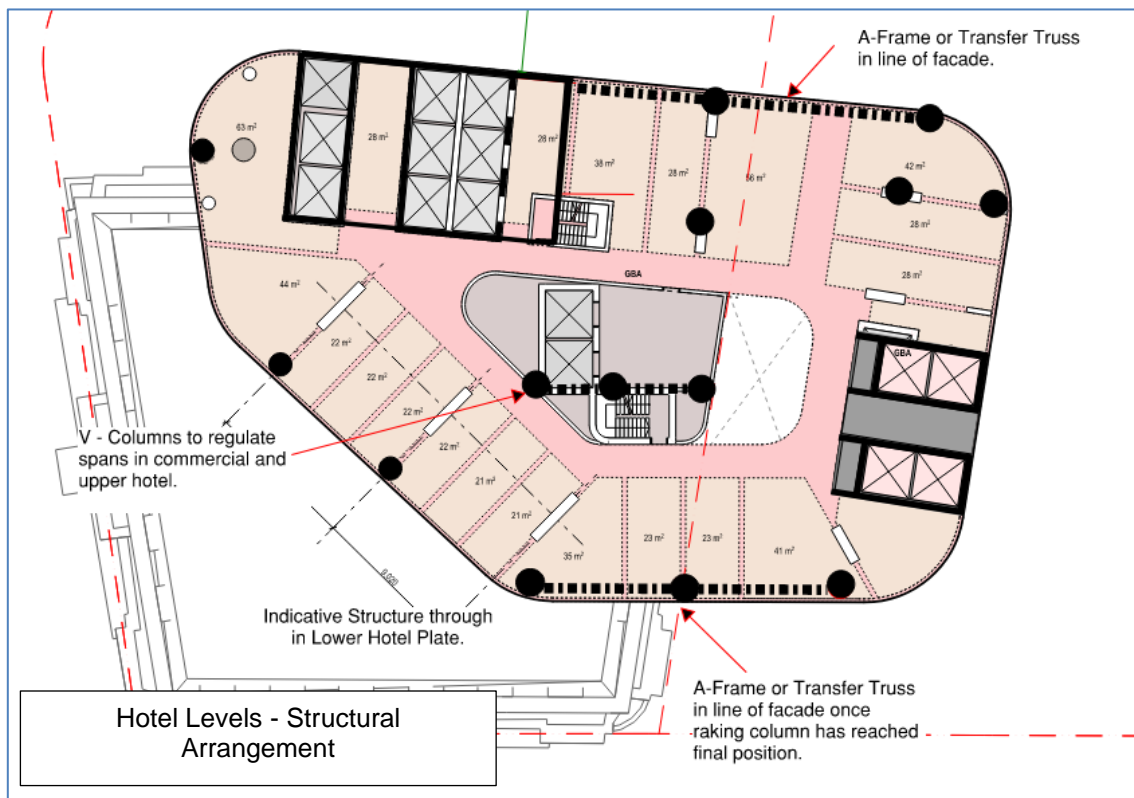 A-Frame or Transfer Truss
in line of facade.
63 m²
28 m²
28 m²
38 m²
28 m²
56 m²
42 m²
28 m²
28 m²
GBA
44 m²
22 m²
22 m²
22 m²
22 m²
21 m²
21 m²
GBA
V - Columns to regulate
spans in commercial and
upper hotel.
35 m²
23 m²
23 m²
41 m²
9,000
Indicative Structure through
in Lower Hotel Plate.
A-Frame or Transfer Truss
in line of facade once
raking column has reached
final position.
Hotel Levels - Structural
Arrangement